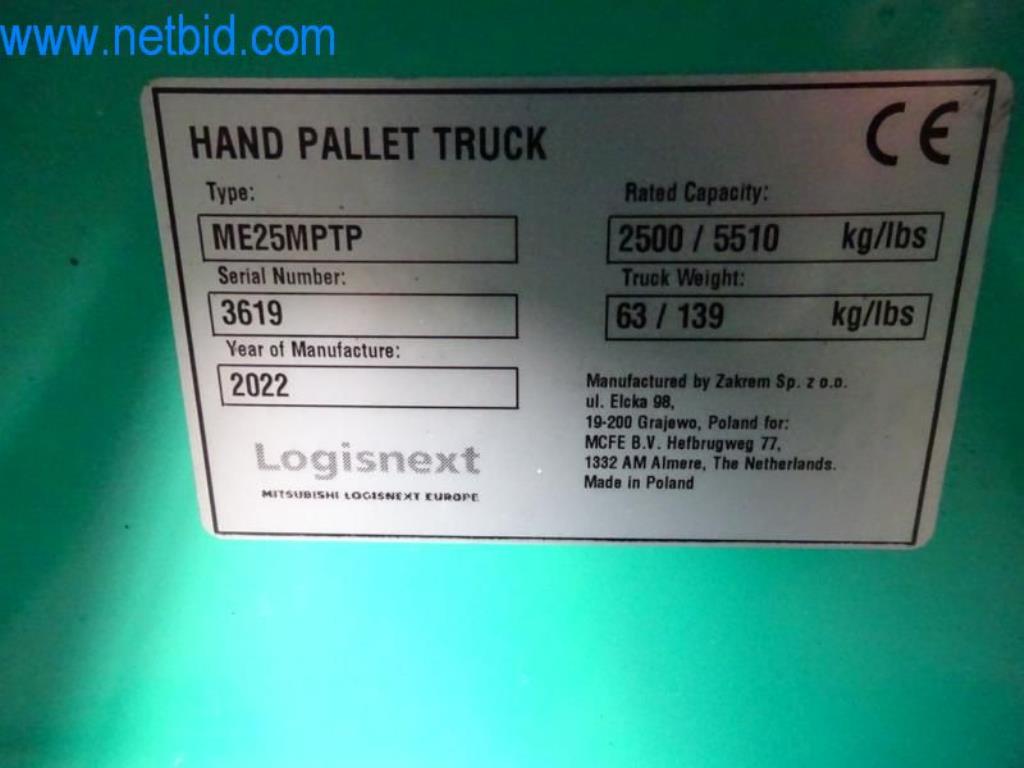 www.netbid.com
HAND PALLET TRUCK
CE
Type:
ME25MPTP
Serial Number:
3619
Year of Manufacture:
2022
Rated Capacity:
2500 / 5510 kg/lbs
Truck Weight:
63 / 139 kg/lbs
Manufactured by Zakrem Sp. z o.o.
ul. Elcka 98,
19-200 Grajewo, Poland for:
MCFE B.V. Hefbrugweg 77,
1332 AM Almere, The Netherlands.
Made in Poland
Logisnext
MITSUBISHI LOGISNEXT EUROPE